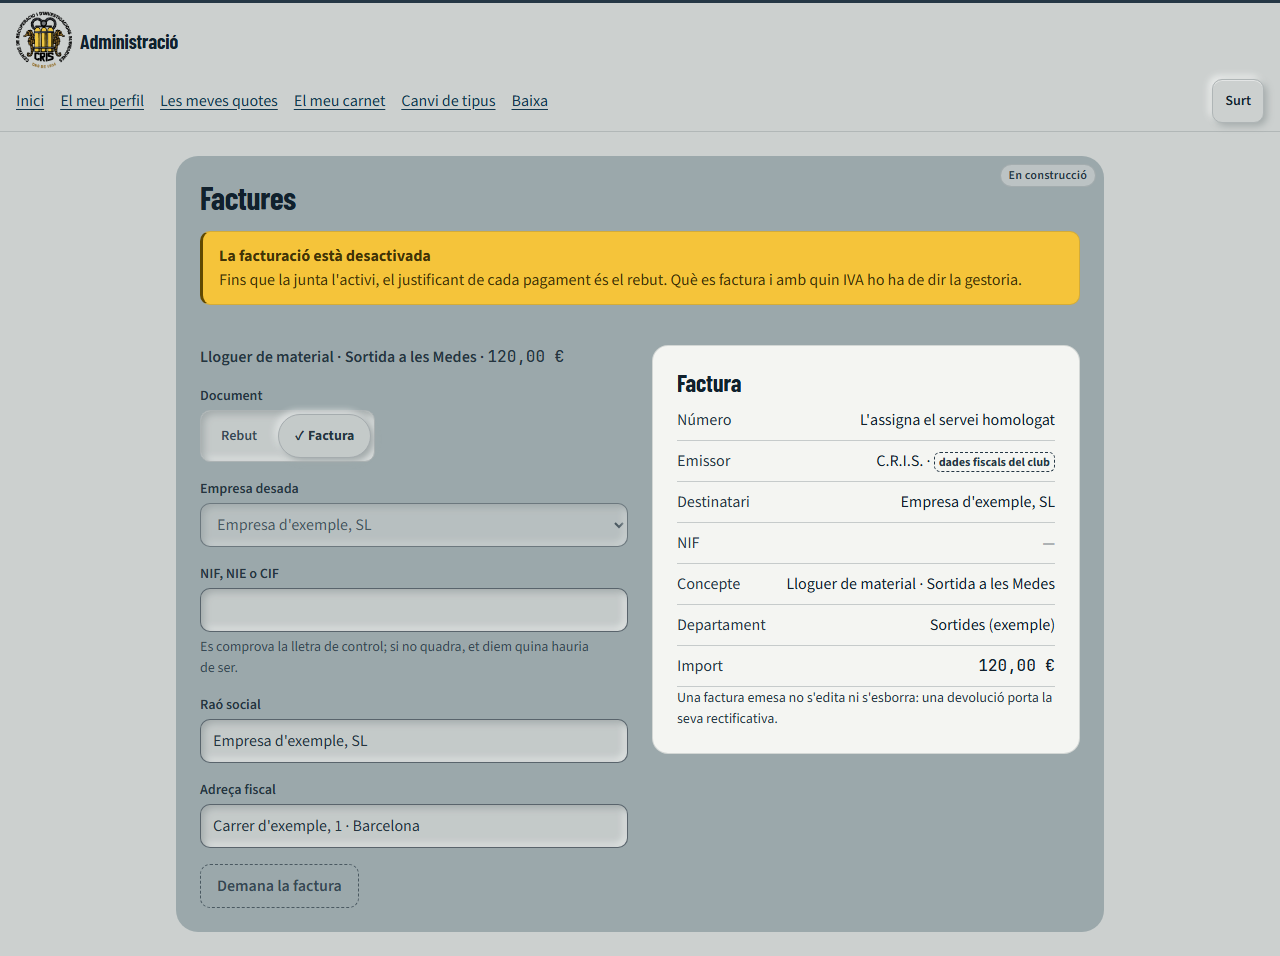 CRIS
Administració
Inici
El meu perfil
Les meves quotes
El meu carnet
Canvi de tipus
Baixa
Surt
En construcció
Factures
La facturació està desactivada
Fins que la junta l'activi, el justificant de cada pagament és el rebut. Què es factura i amb quin IVA ho ha de dir la gestoria.
Lloguer de material · Sortida a les Medes · 120,00 €
Document
Rebut
✓ Factura
Empresa desada
Empresa d'exemple, SL
NIF, NIE o CIF
Es comprova la lletra de control; si no quadra, et diem quina hauria
de ser.
Raó social
Empresa d'exemple, SL
Adreça fiscal
Carrer d'exemple, 1 · Barcelona
Demana la factura
Factura
Número L'assigna el servei homologat
Emissor C.R.I.S. · dades fiscals del club
Destinatari Empresa d'exemple, SL
NIF —
Concepte Lloguer de material · Sortida a les Medes
Departament Sortides (exemple)
Import 120,00 €
Una factura emesa no s'edita ni s'esborra: una devolució porta la
seva rectificativa.